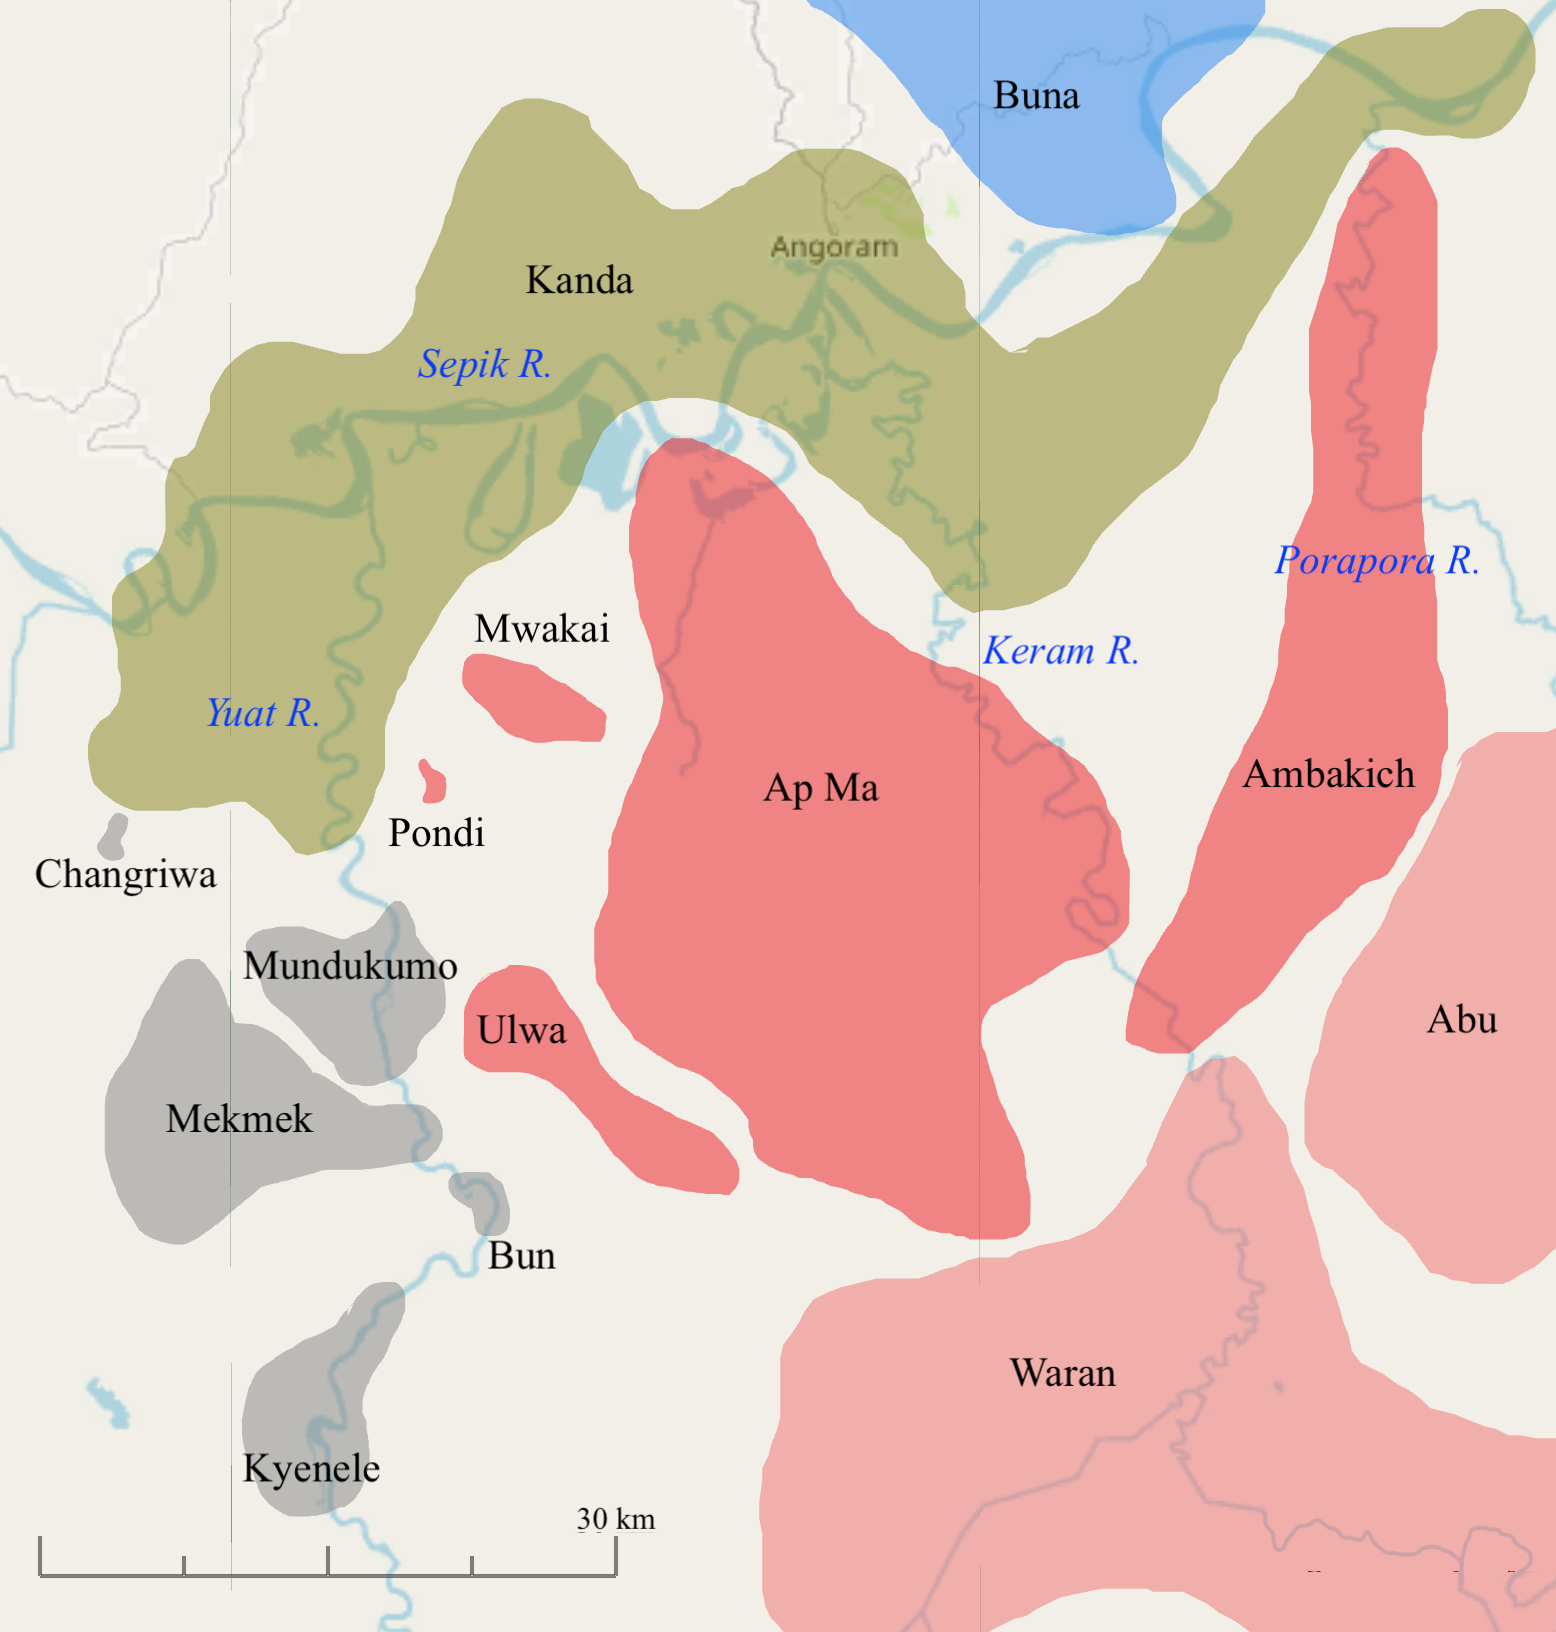 Buna
Angoram
Kanda
Sepik R.
Porapora R.
Mwakai
Keram R.
Yuat R.
Ambakich
Ap Ma
Pondi
Changriwa
Mundukumo
Abu
Ulwa
Mekmek
Bun
Waran
Kyenele
30 km